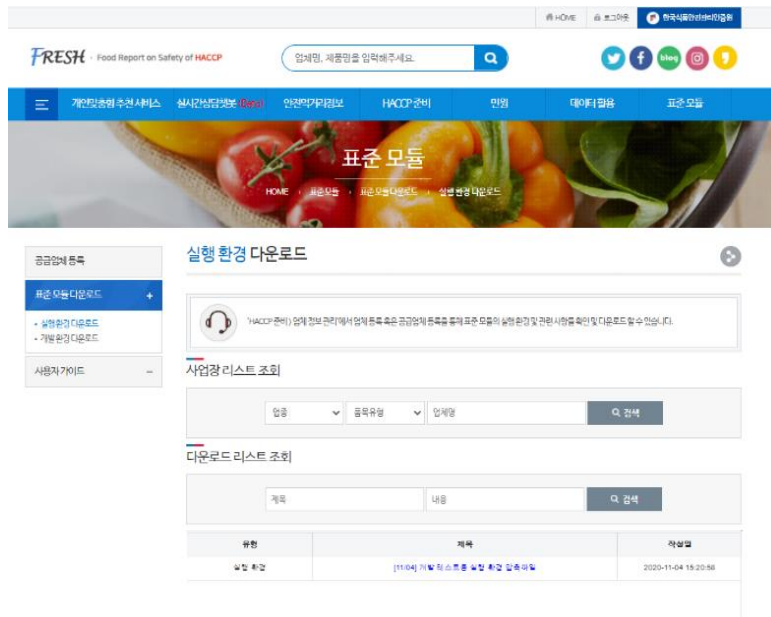 HOME 로그아웃 한국식품안전관리인증원
FRESH · Food Report on Safety of HACCP
업체명, 제품명을 입력해주세요.
blog
개인맞춤형 추천 서비스 실시간상담챗봇 안전먹거리정보 HACCP 준비 민원 데이터 활용 표준 모듈
표준 모듈
HOME › 표준 모듈 › 표준 모듈 다운로드 › 실행 환경 다운로드
공급업체 등록
표준 모듈 다운로드 +
• 실행 환경 다운로드
• 개발 환경 다운로드
사용자 가이드 −
실행 환경 다운로드
'HACCP 준비 〉 업체 정보 관리'에서 업체 등록 혹은 공급업체 등록을 통해 표준 모듈의 실행 환경 및 관련 사항을 확인 및 다운로드 할 수 있습니다.
사업장 리스트 조회
업종 품목유형 업체명 검색
다운로드 리스트 조회
제목 내용 검색
유형 제목 작성일
실행 환경 [11/04] 개발 테스트용 실행 환경 압축파일 2020-11-04 15:20:58